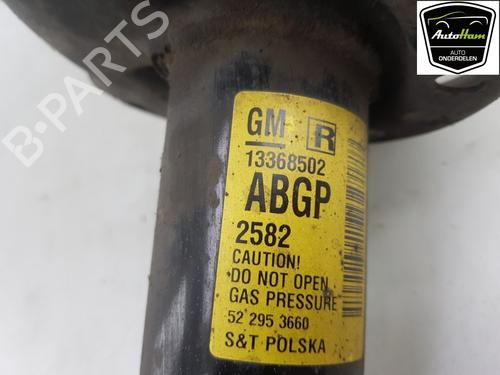 AutoHam
AUTO
ONDERDELEN
B-PARTS
GM R
13368502
ABGP
2582
CAUTION!
DO NOT OPEN
GAS PRESSURE
52 295 3660
S&T POLSKA